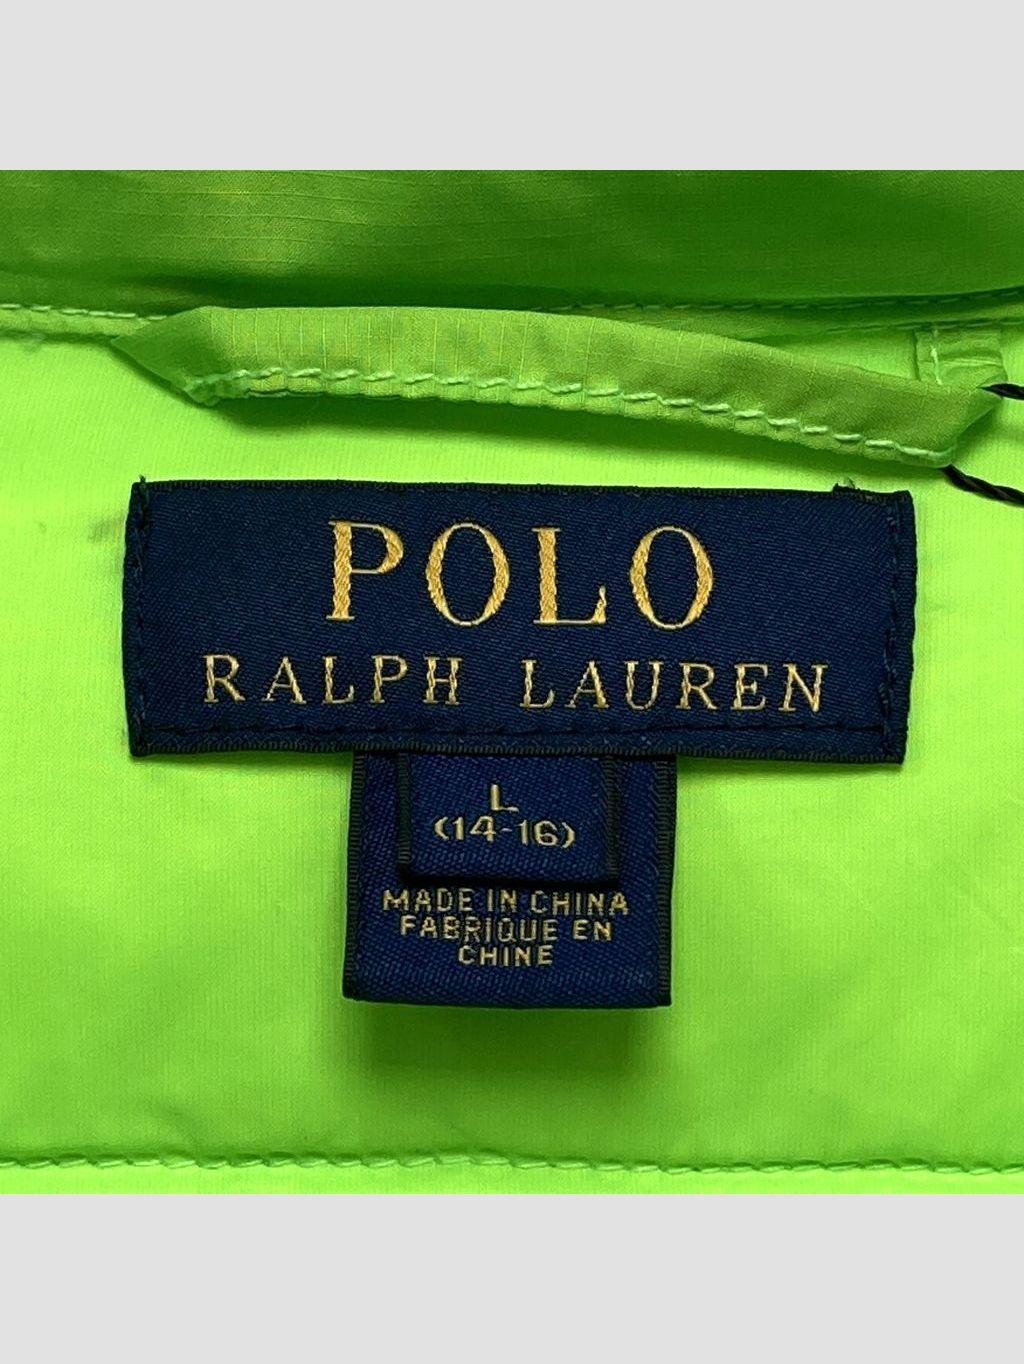 POLO
RALPH LAUREN
L
(14-16)
MADE IN CHINA
FABRIQUE EN
CHINE